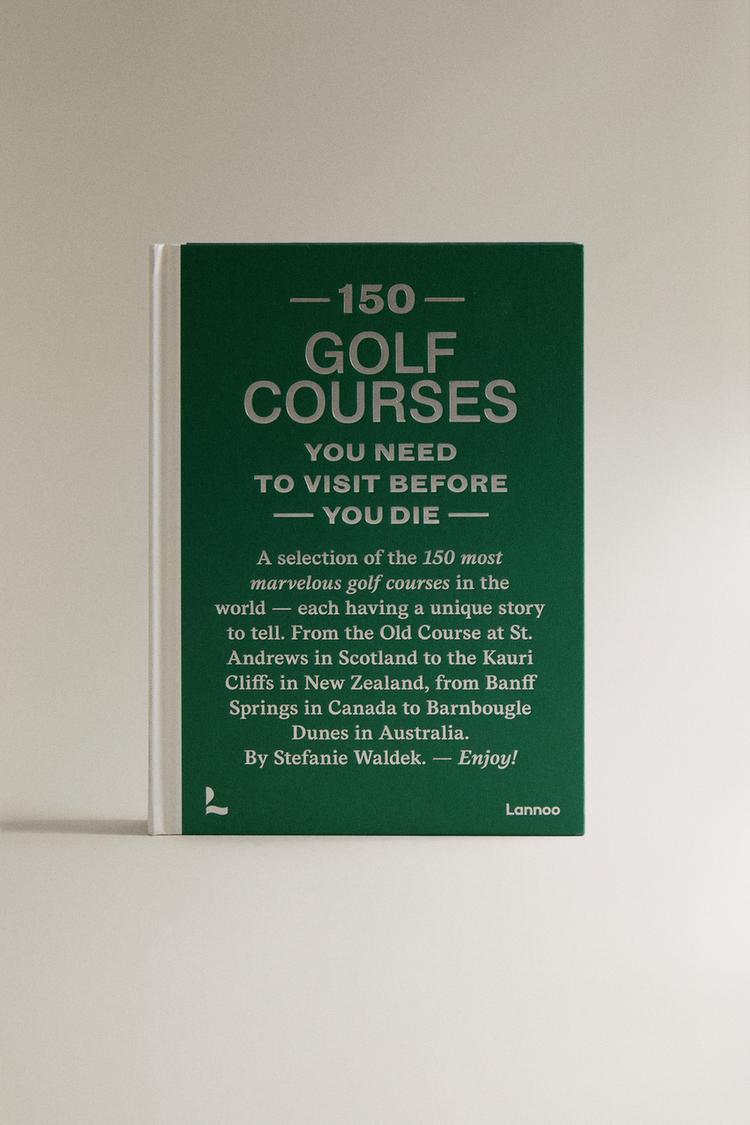 — 150 —
GOLF
COURSES
YOU NEED
TO VISIT BEFORE
— YOU DIE —
A selection of the 150 most
marvelous golf courses in the
world — each having a unique story
to tell. From the Old Course at St.
Andrews in Scotland to the Kauri
Cliffs in New Zealand, from Banff
Springs in Canada to Barnbougle
Dunes in Australia.
By Stefanie Waldek. — Enjoy!
Lannoo